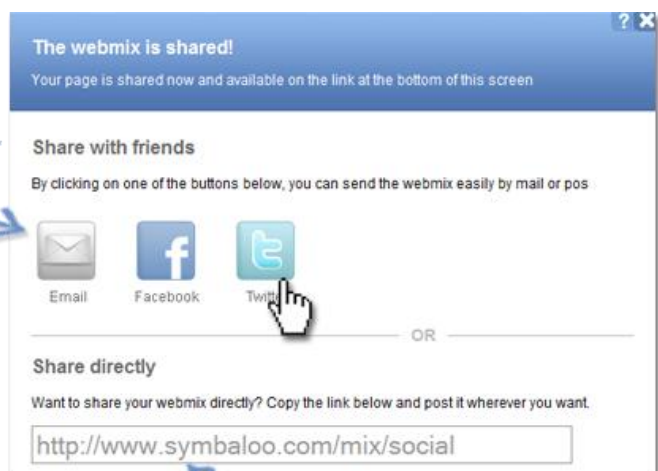 ? X
The webmix is shared!
Your page is shared now and available on the link at the bottom of this screen
Share with friends
By clicking on one of the buttons below, you can send the webmix easily by mail or pos
Email Facebook Twitt
OR
Share directly
Want to share your webmix directly? Copy the link below and post it wherever you want.
http://www.symbaloo.com/mix/social